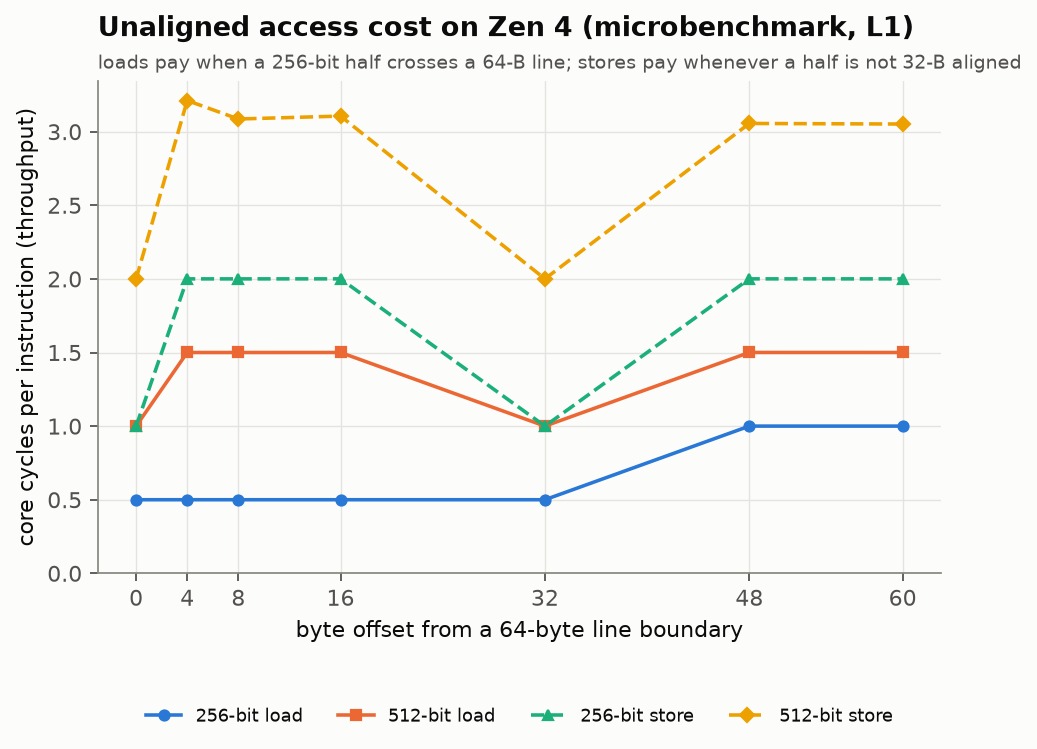 Unaligned access cost on Zen 4 (microbenchmark, L1)
loads pay when a 256-bit half crosses a 64-B line; stores pay whenever a half is not 32-B aligned
core cycles per instruction (throughput)
3.0
2.5
2.0
1.5
1.0
0.5
0.0
0 4 8 16 32 48 60
byte offset from a 64-byte line boundary
256-bit load 512-bit load 256-bit store 512-bit store